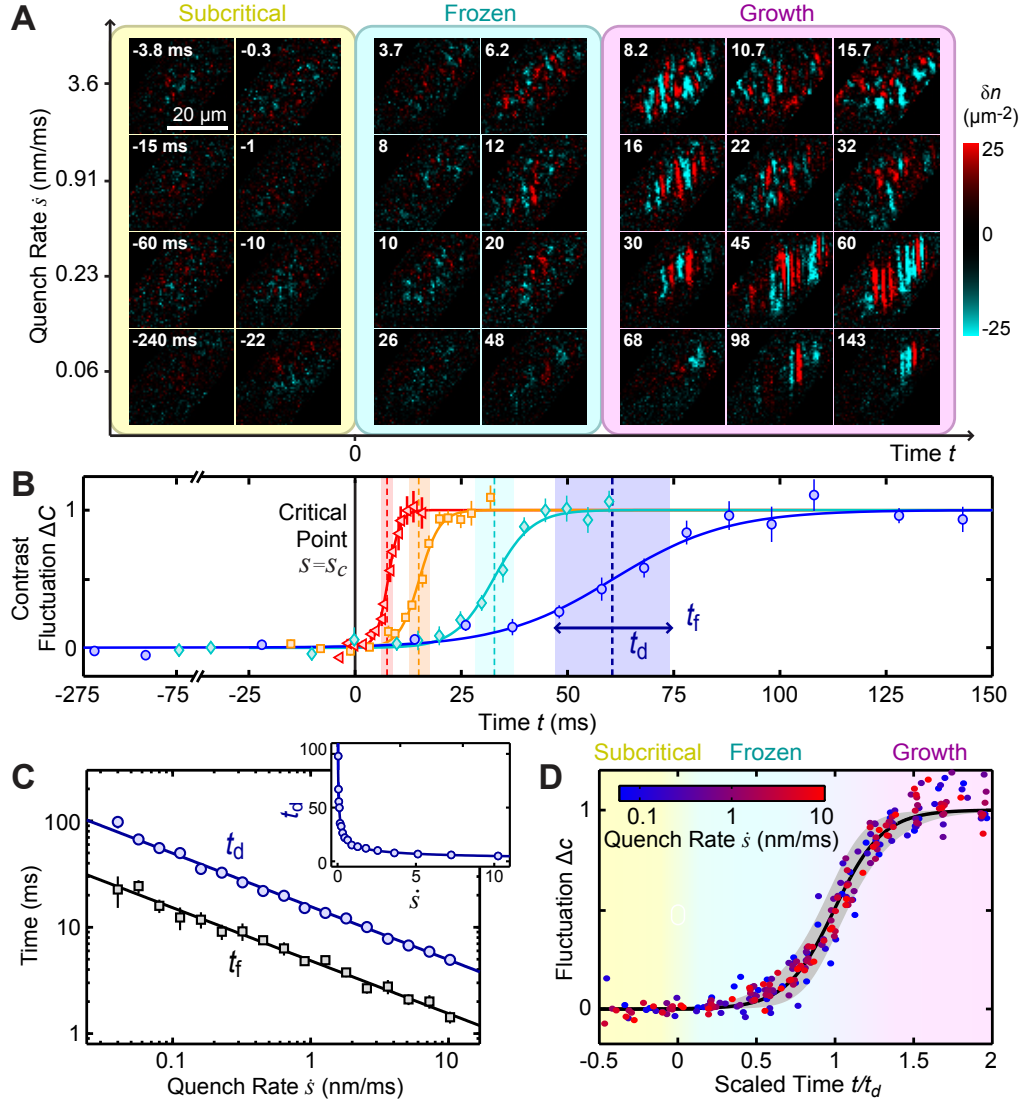 A
Subcritical
Frozen
Growth
Quench Rate ṡ (nm/ms)
3.6
0.91
0.23
0.06
-3.8 ms
-0.3
3.7
6.2
8.2
10.7
15.7
20 µm
-15 ms
-1
8
12
16
22
32
-60 ms
-10
10
20
30
45
60
-240 ms
-22
26
48
68
98
143
δn
(µm-2)
25
0
-25
0
Time t
B
Contrast
Fluctuation ΔC
1
0
Critical
Point
s=sc
td
tf
-275
-75
-25
0
25
50
75
100
125
150
Time t (ms)
C
Time (ms)
100
10
1
td
tf
0.1
1
10
Quench Rate ṡ (nm/ms)
td
100
50
0
0
5
10
ṡ
D
Subcritical
Frozen
Growth
0.1
1
10
Quench Rate ṡ (nm/ms)
Fluctuation Δc
1
0
-0.5
0
0.5
1
1.5
2
Scaled Time t/td